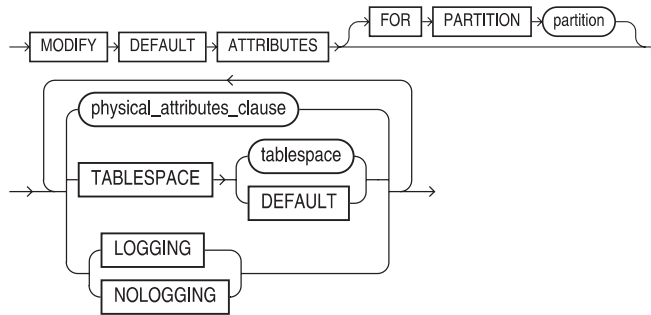 FOR PARTITION partition
MODIFY DEFAULT ATTRIBUTES
physical_attributes_clause
tablespace
TABLESPACE
DEFAULT
LOGGING
NOLOGGING